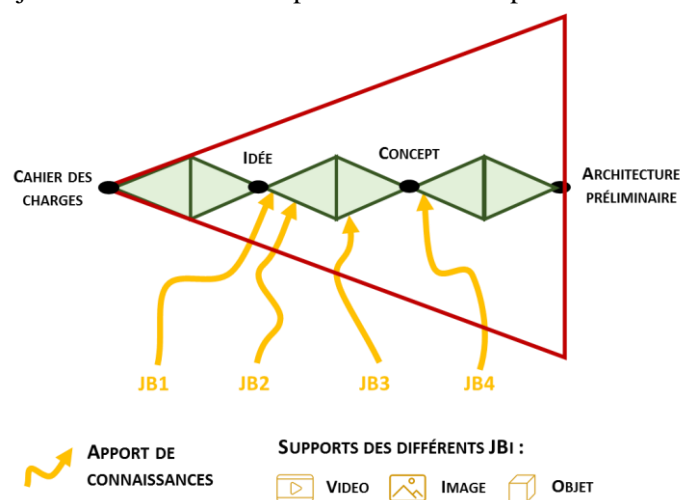 IDÉE
CONCEPT
CAHIER DES
CHARGES
ARCHITECTURE
PRÉLIMINAIRE
JB1
JB2
JB3
JB4
APPORT DE
CONNAISSANCES
SUPPORTS DES DIFFÉRENTS JBI :
VIDEO
IMAGE
OBJET